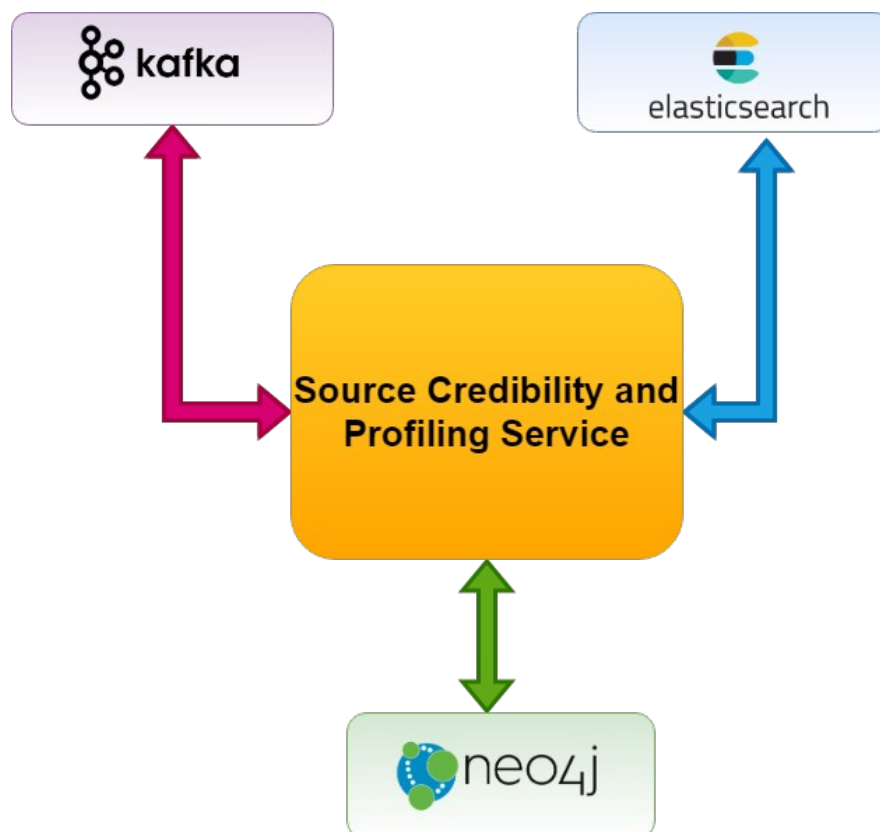 kafka
elasticsearch
Source Credibility and
Profiling Service
neo4j